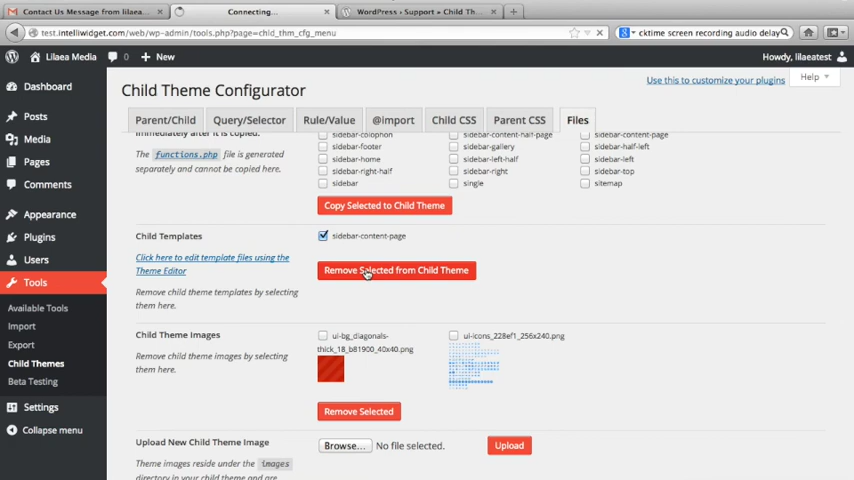 Contact Us Message from lilaea...
Connecting...
WordPress › Support » Child Th...
test.intelliwidget.com/web/wp-admin/tools.php?page=chld_thm_cfg_menu
cktime screen recording audio delay
Lilaea Media
0
New
Howdy, lilaeatest
Dashboard
Posts
Media
Pages
Comments
Appearance
Plugins
Users
Tools
Available Tools
Import
Export
Child Themes
Beta Testing
Settings
Collapse menu
Child Theme Configurator
Use this to customize your plugins
Help
Parent/Child
Query/Selector
Rule/Value
@import
Child CSS
Parent CSS
Files
immediately after it is copied.
The functions.php file is generated
separately and cannot be copied here.
sidebar-colophon
sidebar-content-half-page
sidebar-content-page
sidebar-footer
sidebar-gallery
sidebar-half-left
sidebar-home
sidebar-left-half
sidebar-left
sidebar-right-half
sidebar-right
sidebar-top
sidebar
single
sitemap
Copy Selected to Child Theme
Child Templates
sidebar-content-page
Click here to edit template files using the
Theme Editor
Remove Selected from Child Theme
Remove child theme templates by selecting
them here.
Child Theme Images
Remove child theme images by selecting
them here.
ui-bg_diagonals-
thick_18_b81900_40x40.png
ui-icons_228ef1_256x240.png
Remove Selected
Upload New Child Theme Image
Browse...
No file selected.
Upload
Theme images reside under the images
directory in your child theme and are